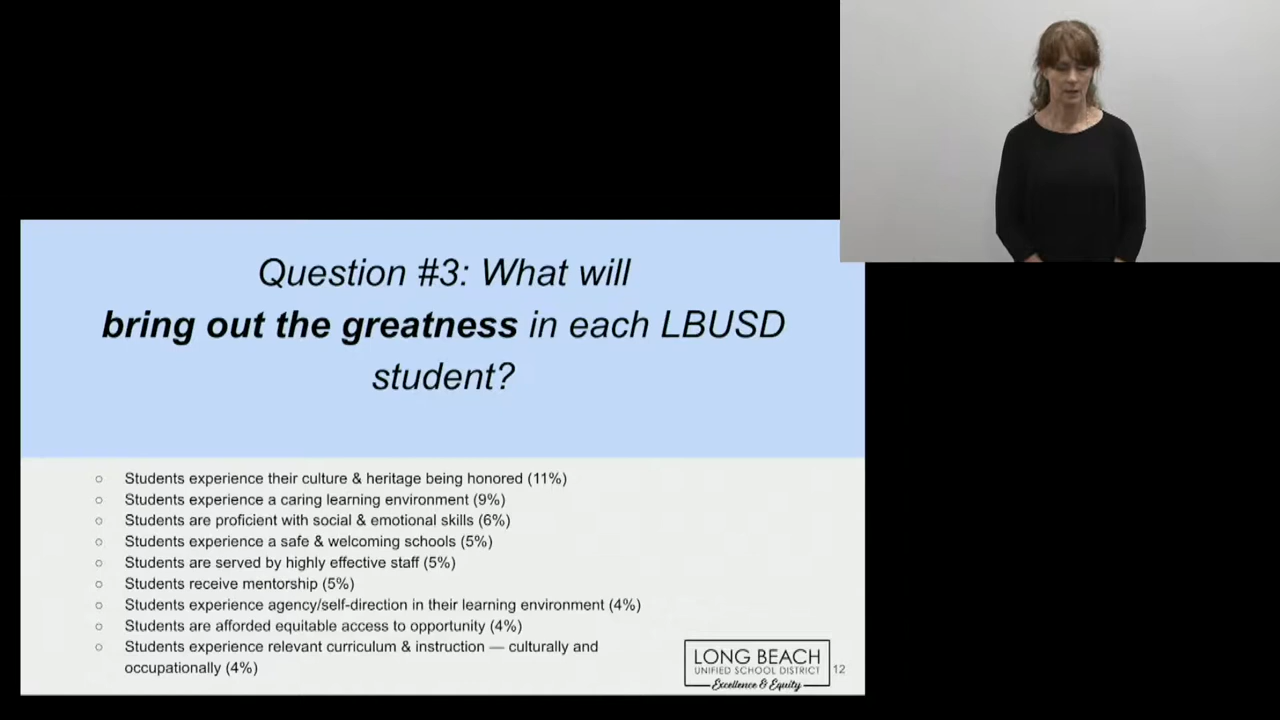 Question #3: What will
bring out the greatness in each LBUSD
student?
○ Students experience their culture & heritage being honored (11%)
○ Students experience a caring learning environment (9%)
○ Students are proficient with social & emotional skills (6%)
○ Students experience a safe & welcoming schools (5%)
○ Students are served by highly effective staff (5%)
○ Students receive mentorship (5%)
○ Students experience agency/self-direction in their learning environment (4%)
○ Students are afforded equitable access to opportunity (4%)
○ Students experience relevant curriculum & instruction — culturally and
occupationally (4%)
LONG BEACH
UNIFIED SCHOOL DISTRICT
Excellence & Equity
12